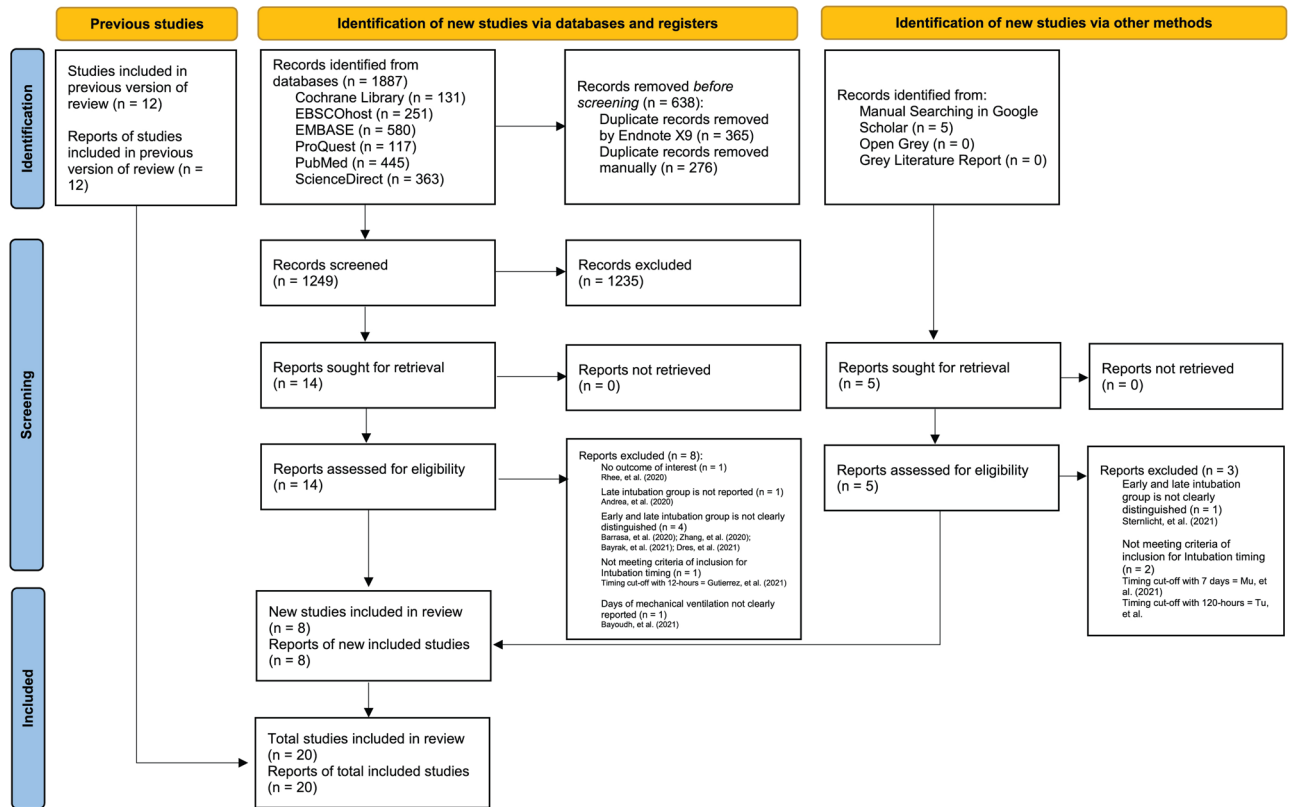 Previous studies
Identification of new studies via databases and registers
Identification of new studies via other methods
Identification
Studies included in
previous version of
review (n = 12)
Reports of studies
included in previous
version of review (n =
12)
Records identified from
databases (n = 1887)
Cochrane Library (n = 131)
EBSCOhost (n = 251)
EMBASE (n = 580)
ProQuest (n = 117)
PubMed (n = 445)
ScienceDirect (n = 363)
Records removed before
screening (n = 638):
Duplicate records removed
by Endnote X9 (n = 365)
Duplicate records removed
manually (n = 276)
Records identified from:
Manual Searching in Google
Scholar (n = 5)
Open Grey (n = 0)
Grey Literature Report (n = 0)
Screening
Records screened
(n = 1249)
Records excluded
(n = 1235)
Reports sought for retrieval
(n = 14)
Reports not retrieved
(n = 0)
Reports sought for retrieval
(n = 5)
Reports not retrieved
(n = 0)
Reports assessed for eligibility
(n = 14)
Reports excluded (n = 8):
No outcome of interest (n = 1)
Rhee, et al. (2020)
Late intubation group is not reported (n = 1)
Andrea, et al. (2020)
Early and late intubation group is not clearly
distinguished (n = 4)
Barrasa, et al. (2020); Zhang, et al. (2020);
Bayrak, et al. (2021); Dres, et al. (2021)
Not meeting criteria of inclusion for
Intubation timing (n = 1)
Timing cut-off with 12-hours = Gutierrez, et al. (2021)
Days of mechanical ventilation not clearly
reported (n = 1)
Bayoudh, et al. (2021)
Reports assessed for eligibility
(n = 5)
Reports excluded (n = 3)
Early and late intubation
group is not clearly
distinguished (n = 1)
Sternlicht, et al. (2021)
Not meeting criteria of
inclusion for Intubation timing
(n = 2)
Timing cut-off with 7 days = Mu, et
al. (2021)
Timing cut-off with 120-hours = Tu,
et al.
Included
New studies included in review
(n = 8)
Reports of new included studies
(n = 8)
Total studies included in review
(n = 20)
Reports of total included studies
(n = 20)